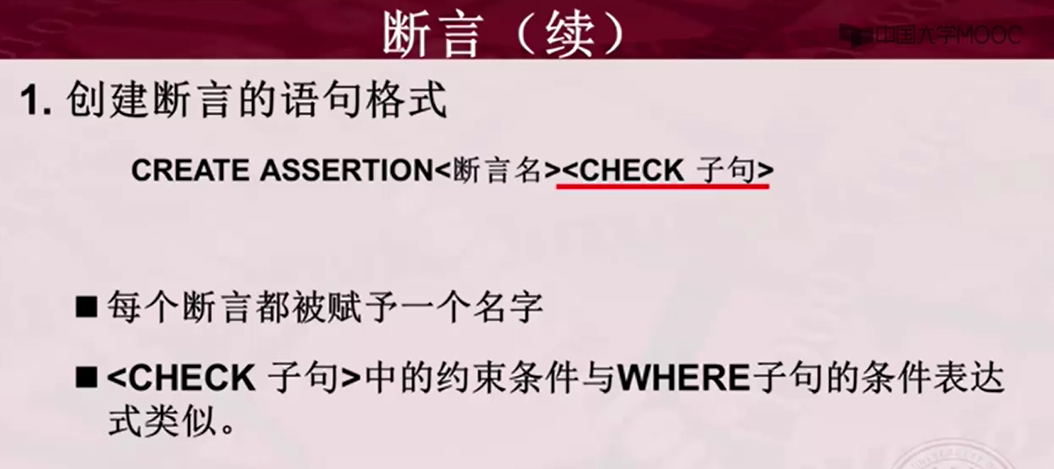 断言（续）
中国大学MOOC
1. 创建断言的语句格式
CREATE ASSERTION<断言名><CHECK 子句>
■ 每个断言都被赋予一个名字
■ <CHECK 子句>中的约束条件与WHERE子句的条件表达
式类似。